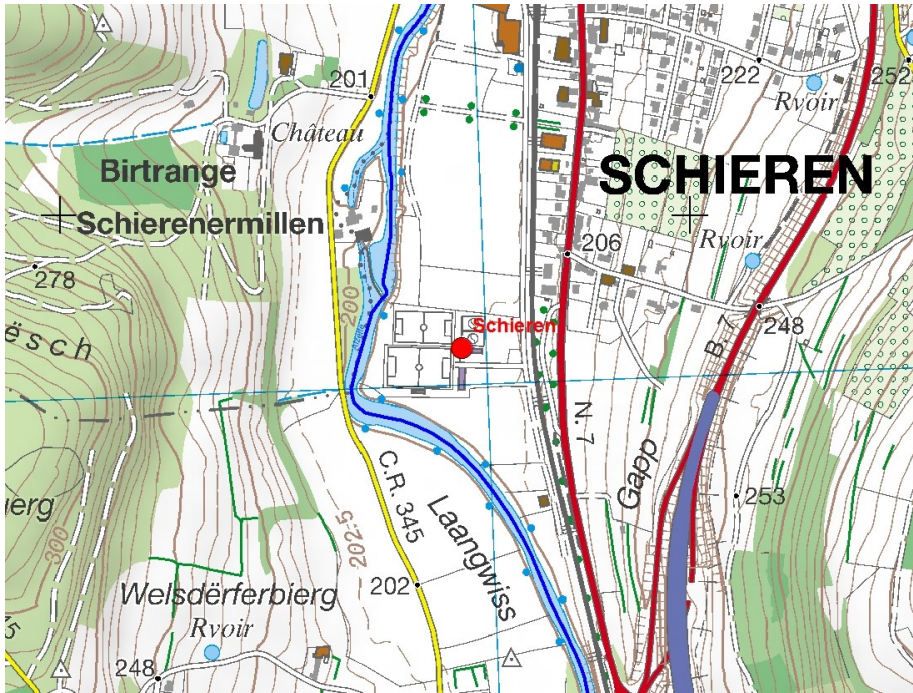 201
222
252
Rvoir
Château
Birtrange
SCHIEREN
Schierenermillen
206
Rvoir
278
200
Schieren
248
ësch
B. 7
N. 7
Gapp
C.R. 345
Laangwiss
253
erg
300
202.5
202
Welsdërferbierg
Rvoir
248